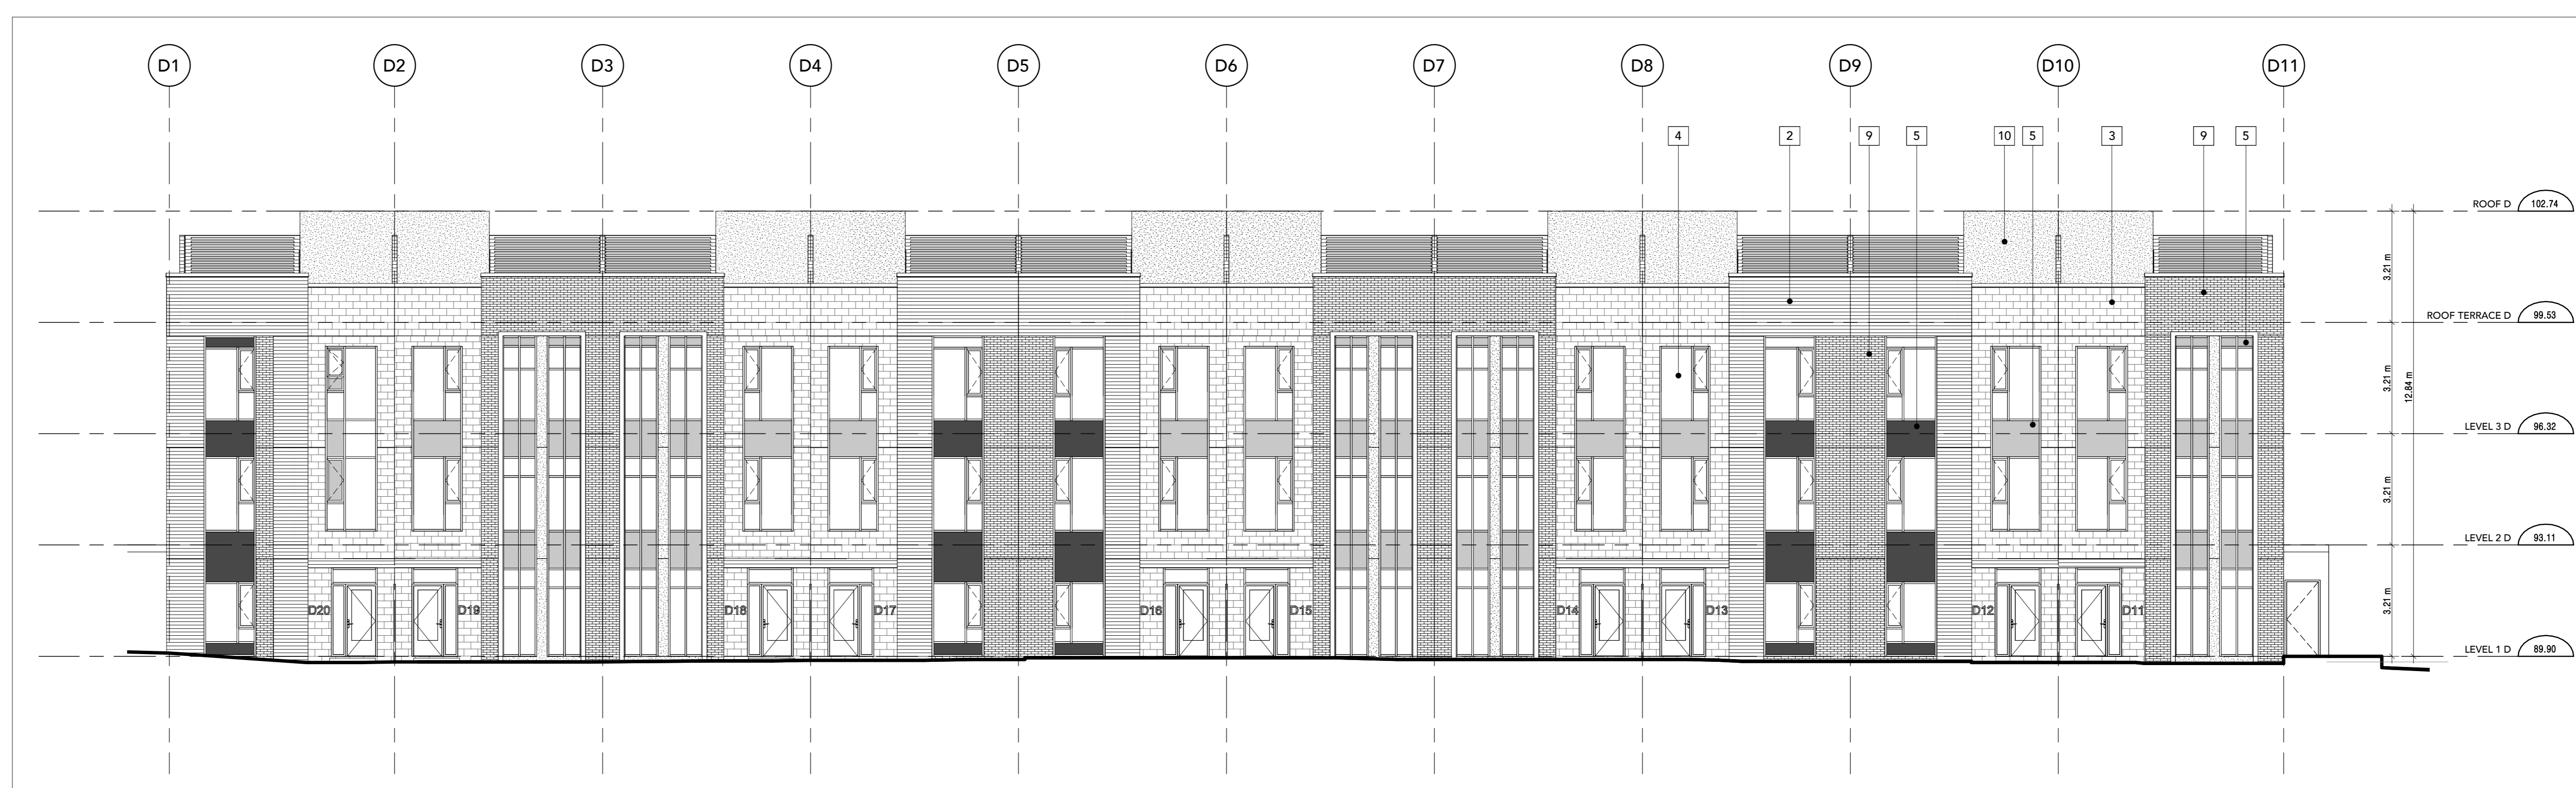 D1 D2 D3 D4 D5 D6 D7 D8 D9 D10 D11
4 2 9 5 10 5 3 9 5
ROOF D 102.74
3.21 m
ROOF TERRACE D 99.53
3.21 m
12.84 m
LEVEL 3 D 96.32
3.21 m
LEVEL 2 D 93.11
3.21 m
D20 D19 D18 D17 D16 D15 D14 D13 D12 D11
LEVEL 1 D 89.90